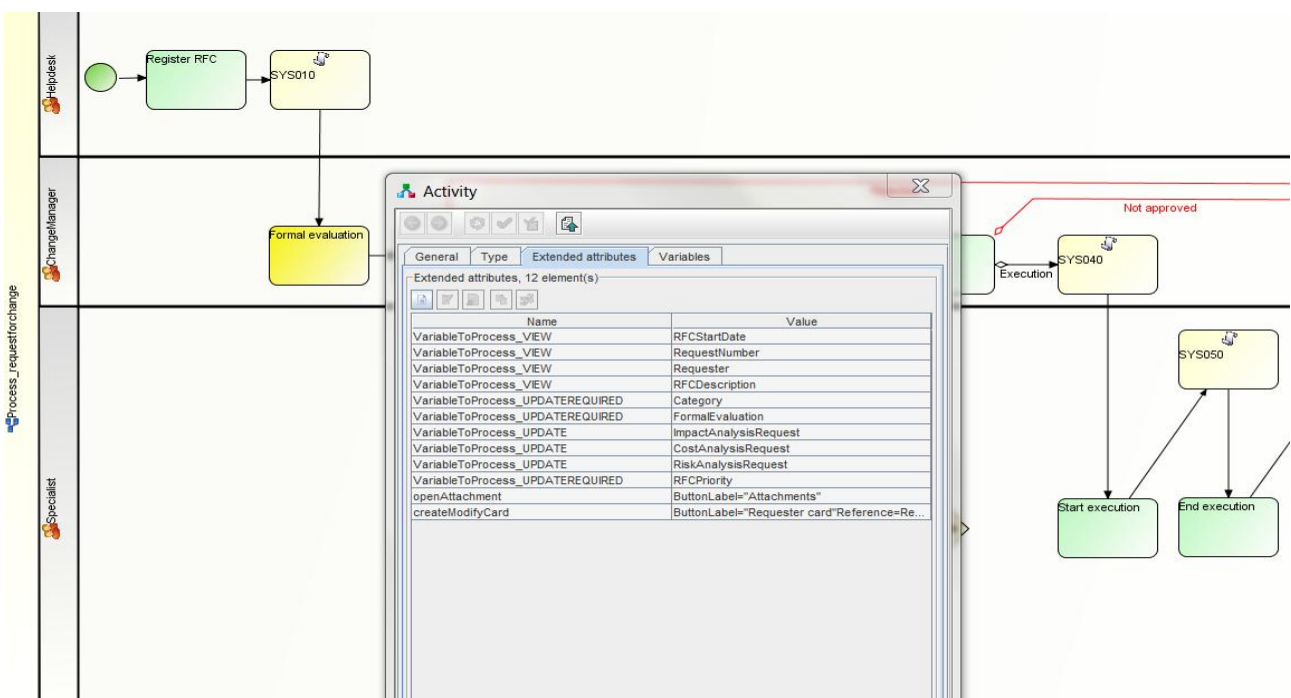 Process_requestforchange
Helpdesk
Register RFC
SYS010
ChangeManager
Formal evaluation
Activity
General Type Extended attributes Variables
Extended attributes, 12 element(s)
Name Value
VariableToProcess_VIEW RFCStartDate
VariableToProcess_VIEW RequestNumber
VariableToProcess_VIEW Requester
VariableToProcess_VIEW RFCDescription
VariableToProcess_UPDATEREQUIRED Category
VariableToProcess_UPDATEREQUIRED FormalEvaluation
VariableToProcess_UPDATE ImpactAnalysisRequest
VariableToProcess_UPDATE CostAnalysisRequest
VariableToProcess_UPDATE RiskAnalysisRequest
VariableToProcess_UPDATEREQUIRED RFCPriority
openAttachment ButtonLabel="Attachments"
createModifyCard ButtonLabel="Requester card"Reference=Re...
Not approved
Execution
SYS040
Specialist
SYS050
Start execution
End execution